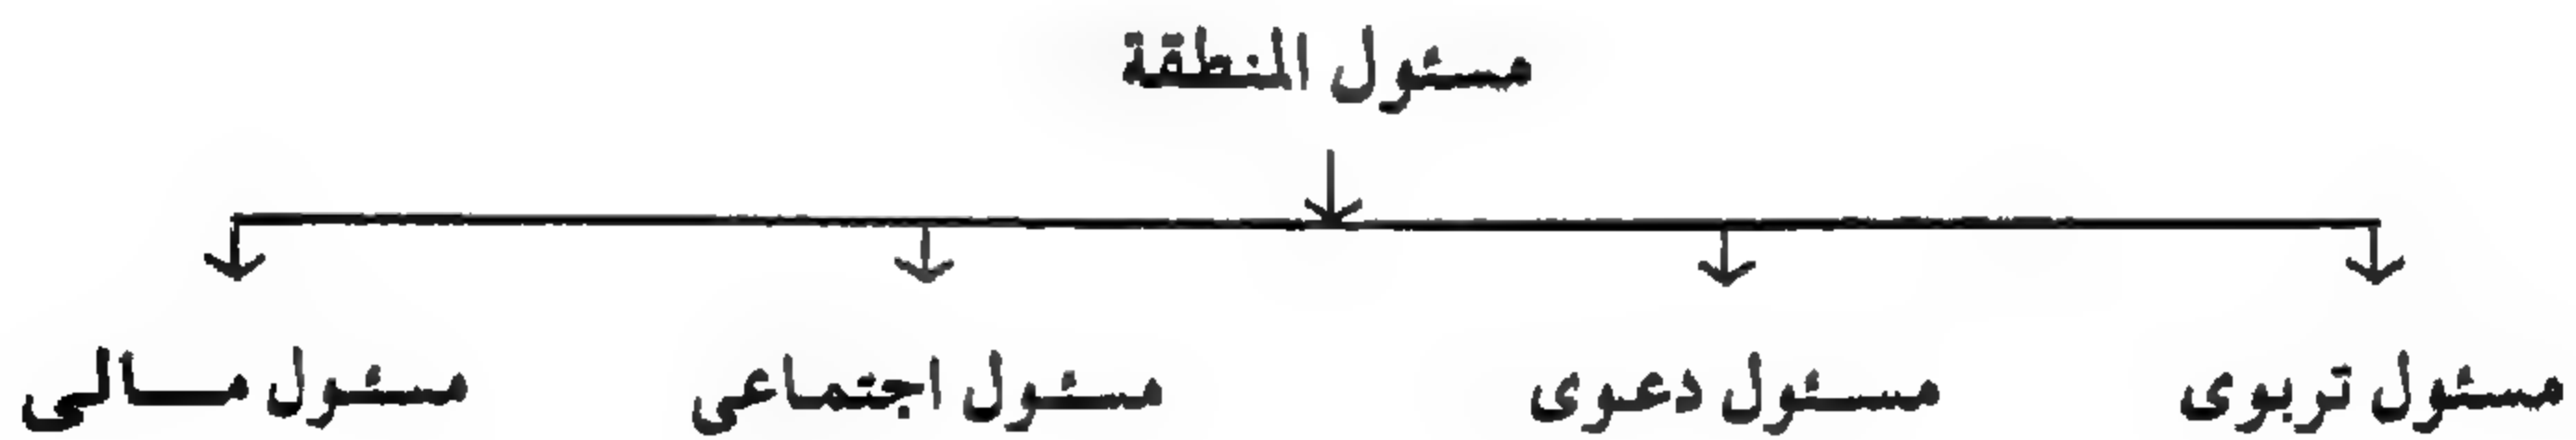 مسئول المنطقة
مسئول تربوى مسئول دعوى مسئول اجتماعى مسئول مالى